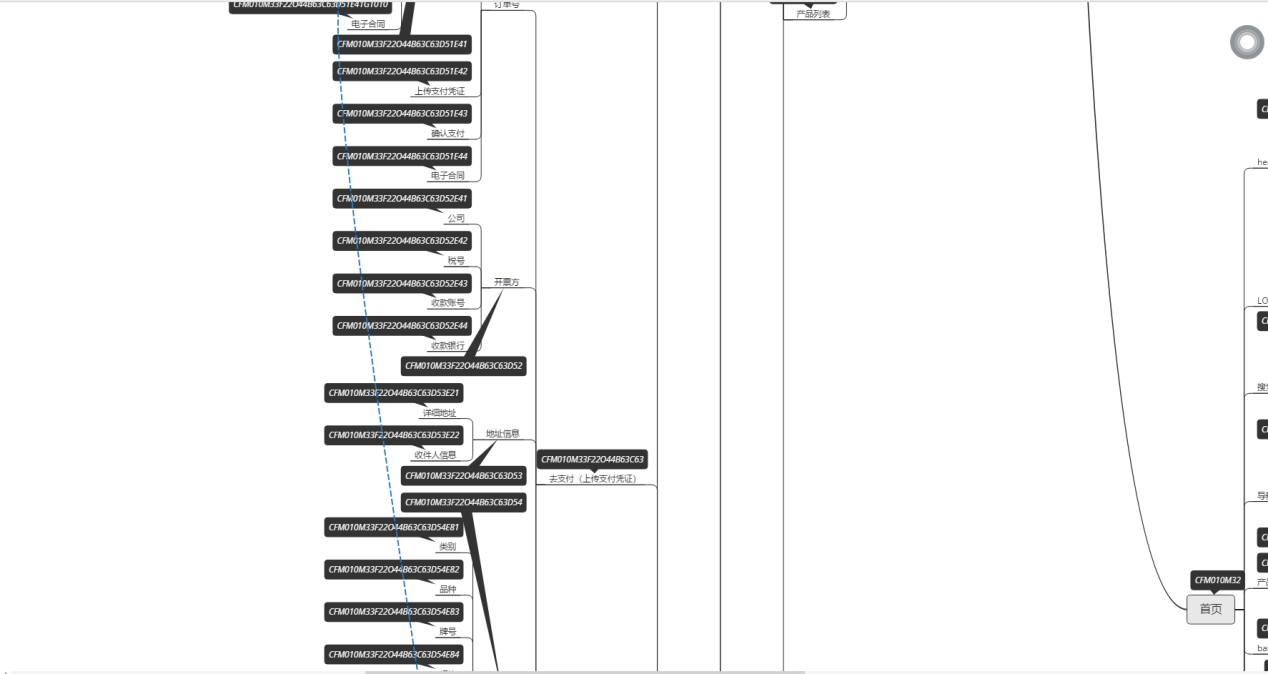 CFM010M33F22O44B63C63D51E41G1010
订单号
产品列表
电子合同
CFM010M33F22O44B63C63D51E41
CFM010M33F22O44B63C63D51E42
上传支付凭证
CFM010M33F22O44B63C63D51E43
确认支付
CFM010M33F22O44B63C63D51E44
电子合同
CFM010M33F22O44B63C63D52E41
公司
CFM010M33F22O44B63C63D52E42
税号
CFM010M33F22O44B63C63D52E43
开票方
收款账号
CFM010M33F22O44B63C63D52E44
收款银行
CFM010M33F22O44B63C63D52
CFM010M33F22O44B63C63D53E21
详细地址
CFM010M33F22O44B63C63D53E22
地址信息
收件人信息
CFM010M33F22O44B63C63
CFM010M33F22O44B63C63D53
去支付（上传支付凭证）
CFM010M33F22O44B63C63D54
CFM010M33F22O44B63C63D54E81
类别
CFM010M33F22O44B63C63D54E82
品种
CFM010M33F22O44B63C63D54E83
牌号
CFM010M33F22O44B63C63D54E84
CFM010M32
首页
hea
LO
ba